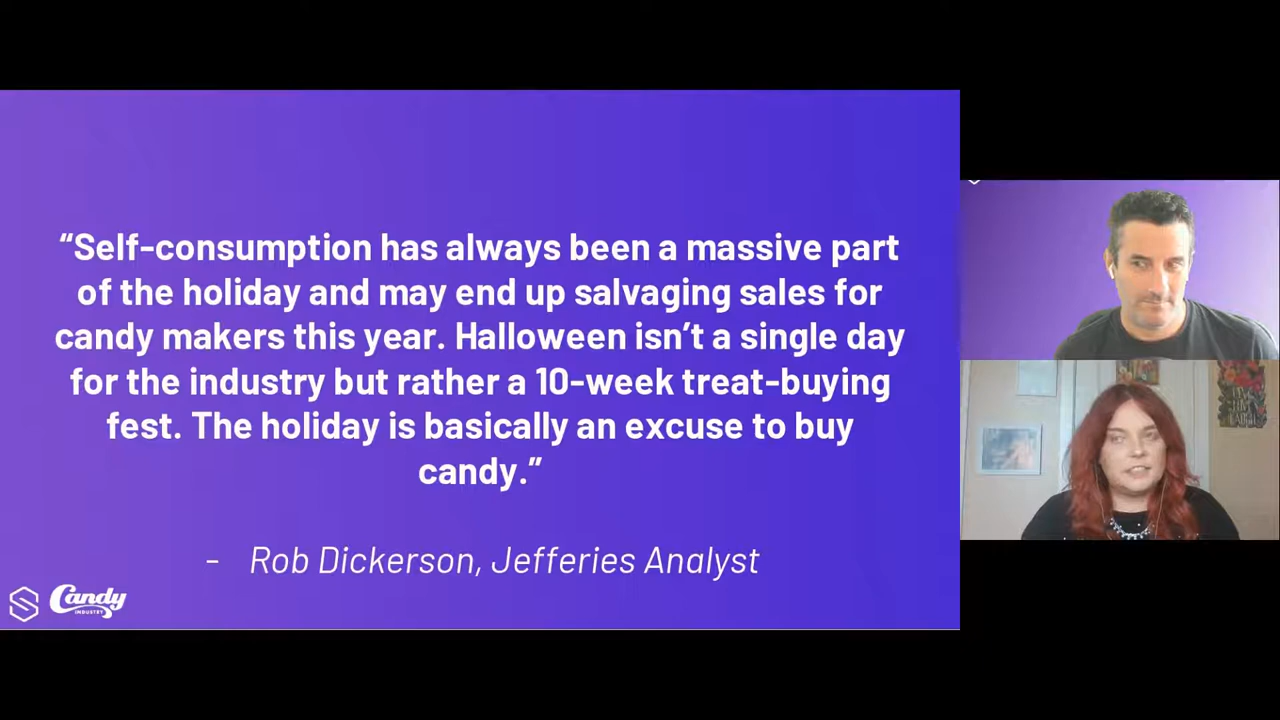 “Self-consumption has always been a massive part
of the holiday and may end up salvaging sales for
candy makers this year. Halloween isn’t a single day
for the industry but rather a 10-week treat-buying
fest. The holiday is basically an excuse to buy
candy.”
- Rob Dickerson, Jefferies Analyst
Candy
INDUSTRY